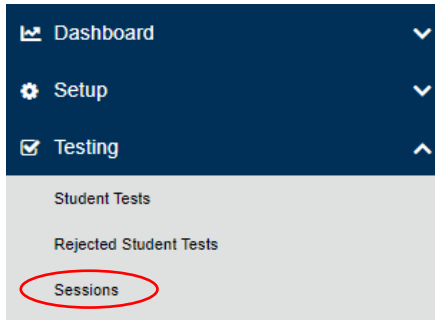 Dashboard
Setup
Testing
Student Tests
Rejected Student Tests
Sessions